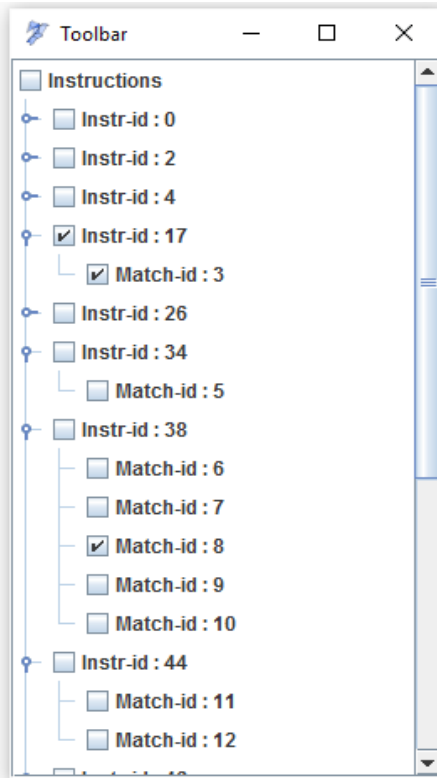 Toolbar
Instructions
Instr-id : 0
Instr-id : 2
Instr-id : 4
Instr-id : 17
Match-id : 3
Instr-id : 26
Instr-id : 34
Match-id : 5
Instr-id : 38
Match-id : 6
Match-id : 7
Match-id : 8
Match-id : 9
Match-id : 10
Instr-id : 44
Match-id : 11
Match-id : 12